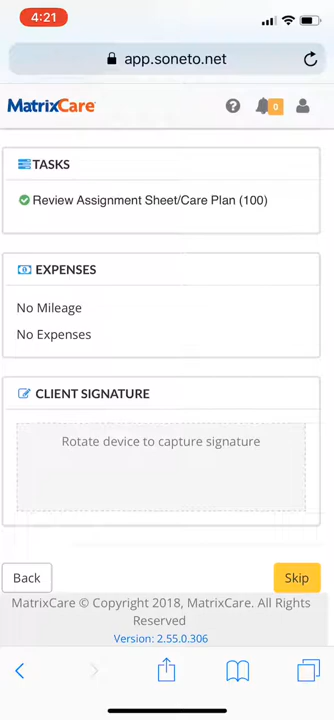 4:21
app.soneto.net
MatrixCare
0
TASKS
Review Assignment Sheet/Care Plan (100)
EXPENSES
No Mileage
No Expenses
CLIENT SIGNATURE
Rotate device to capture signature
Back
Skip
MatrixCare © Copyright 2018, MatrixCare. All Rights
Reserved
Version: 2.55.0.306